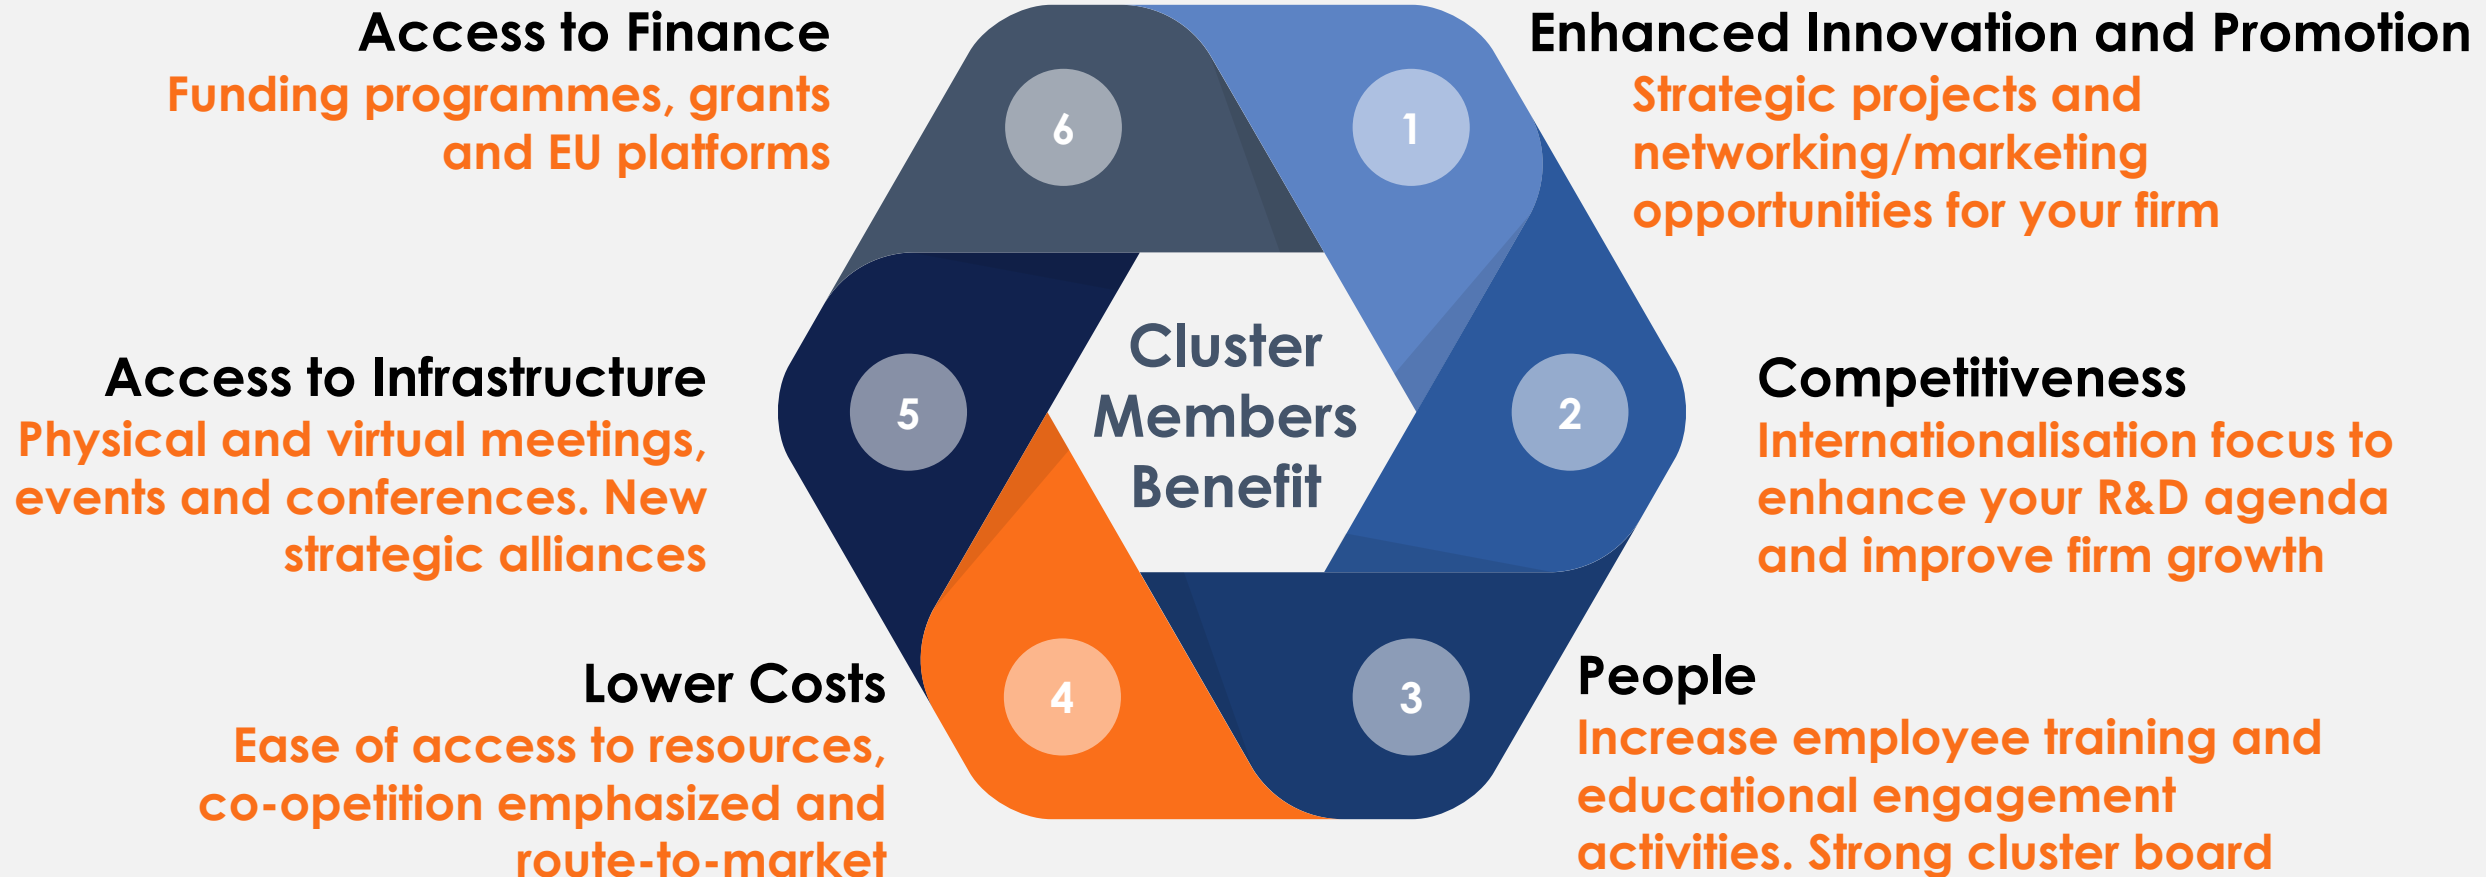 Access to Finance
Funding programmes, grants
and EU platforms
6
1
Enhanced Innovation and Promotion
Strategic projects and
networking/marketing
opportunities for your firm
Access to Infrastructure
Physical and virtual meetings,
events and conferences. New
strategic alliances
5
Cluster
Members
Benefit
2
Competitiveness
Internationalisation focus to
enhance your R&D agenda
and improve firm growth
Lower Costs
Ease of access to resources,
co-opetition emphasized and
route-to-market
4
3
People
Increase employee training and
educational engagement
activities. Strong cluster board